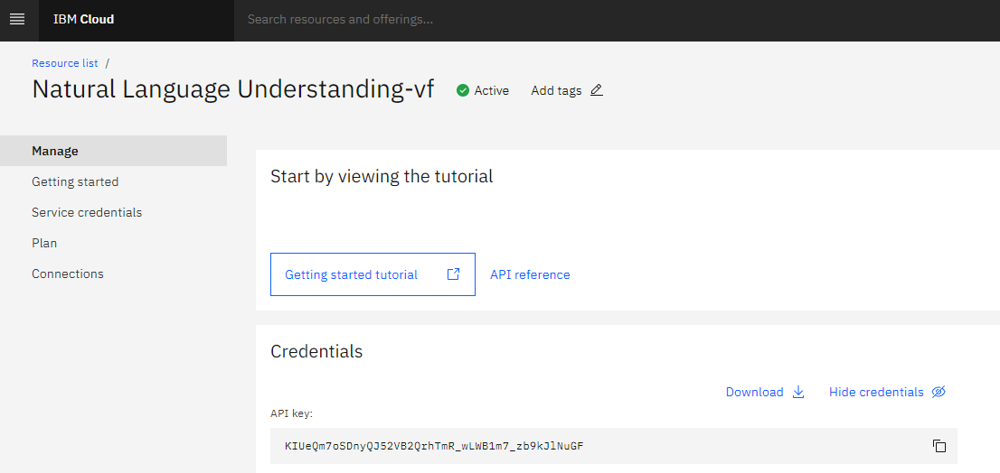 IBM Cloud
Search resources and offerings...
Resource list /
Natural Language Understanding-vf
Active
Add tags
Manage
Getting started
Service credentials
Plan
Connections
Start by viewing the tutorial
Getting started tutorial
API reference
Credentials
Download
Hide credentials
API key:
KIUeQm7oSDnyQJ52VB2QrhTmR_wLWB1m7_zb9kJlNuGF